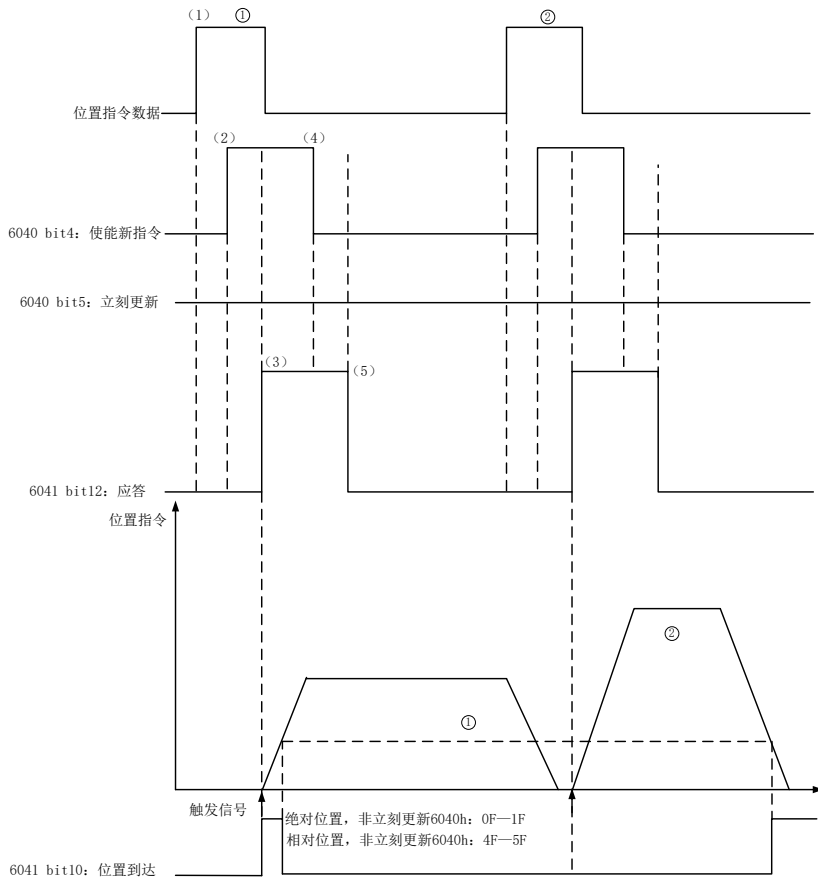 （1） ①
②
位置指令数据
（2） （4）
6040 bit4：使能新指令
6040 bit5：立刻更新
（3）
（5）
6041 bit12：应答
位置指令
②
①
触发信号
绝对位置，非立刻更新6040h：0F—1F
相对位置，非立刻更新6040h：4F—5F
6041 bit10：位置到达